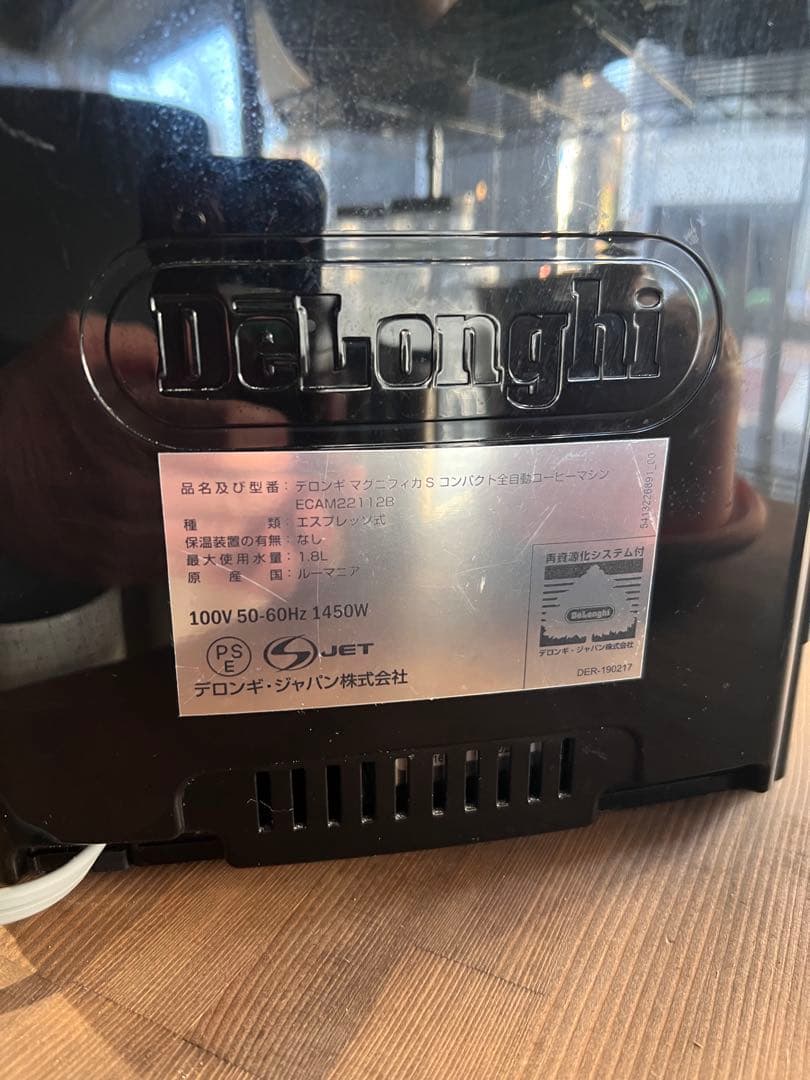 DeLonghi
品名及び型番：デロンギ マグニフィカ S コンパクト全自動コーヒーマシン
ECAM22112B
種類：エスプレッソ式
保温装置の有無：なし
最大使用水量：1.8L
原産国：ルーマニア
100V 50-60Hz 1450W
PS
E
S JET
デロンギ・ジャパン株式会社
5413226891_00
再資源化システム付
DeLonghi
デロンギ・ジャパン株式会社
DER-190217